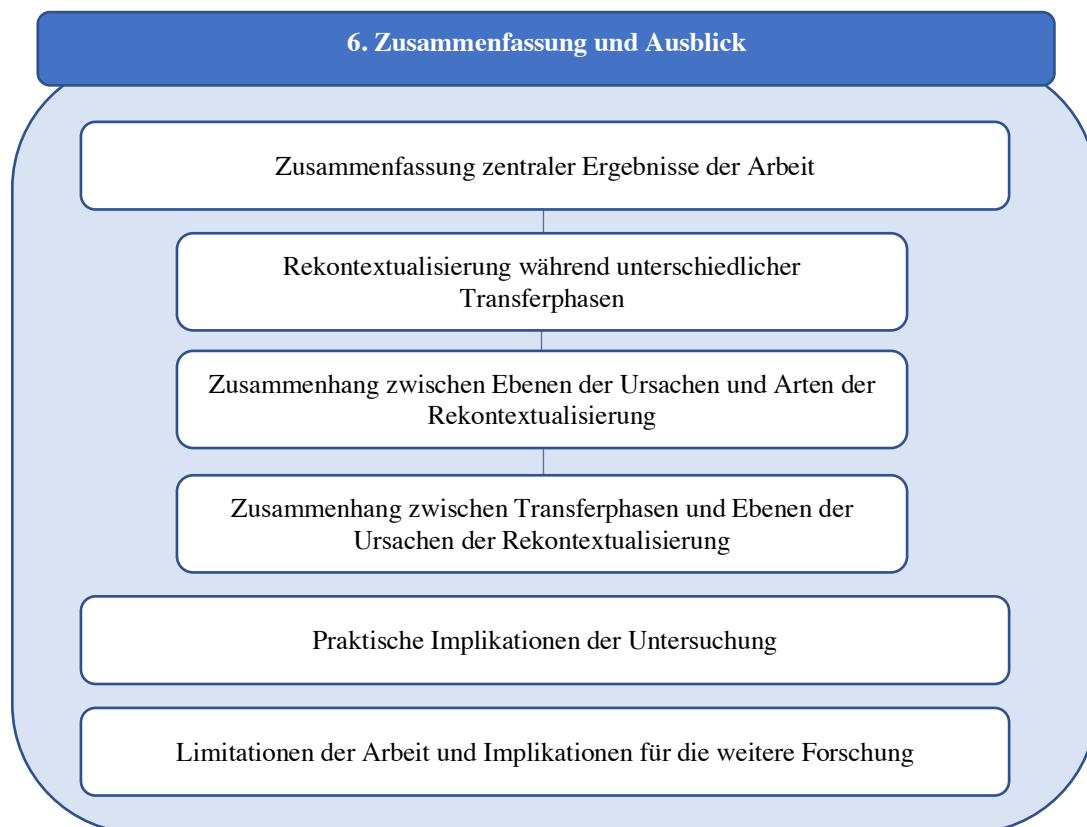 6. Zusammenfassung und Ausblick
Zusammenfassung zentraler Ergebnisse der Arbeit
Rekontextualisierung während unterschiedlicher
Transferphasen
Zusammenhang zwischen Ebenen der Ursachen und Arten der
Rekontextualisierung
Zusammenhang zwischen Transferphasen und Ebenen der
Ursachen der Rekontextualisierung
Praktische Implikationen der Untersuchung
Limitationen der Arbeit und Implikationen für die weitere Forschung